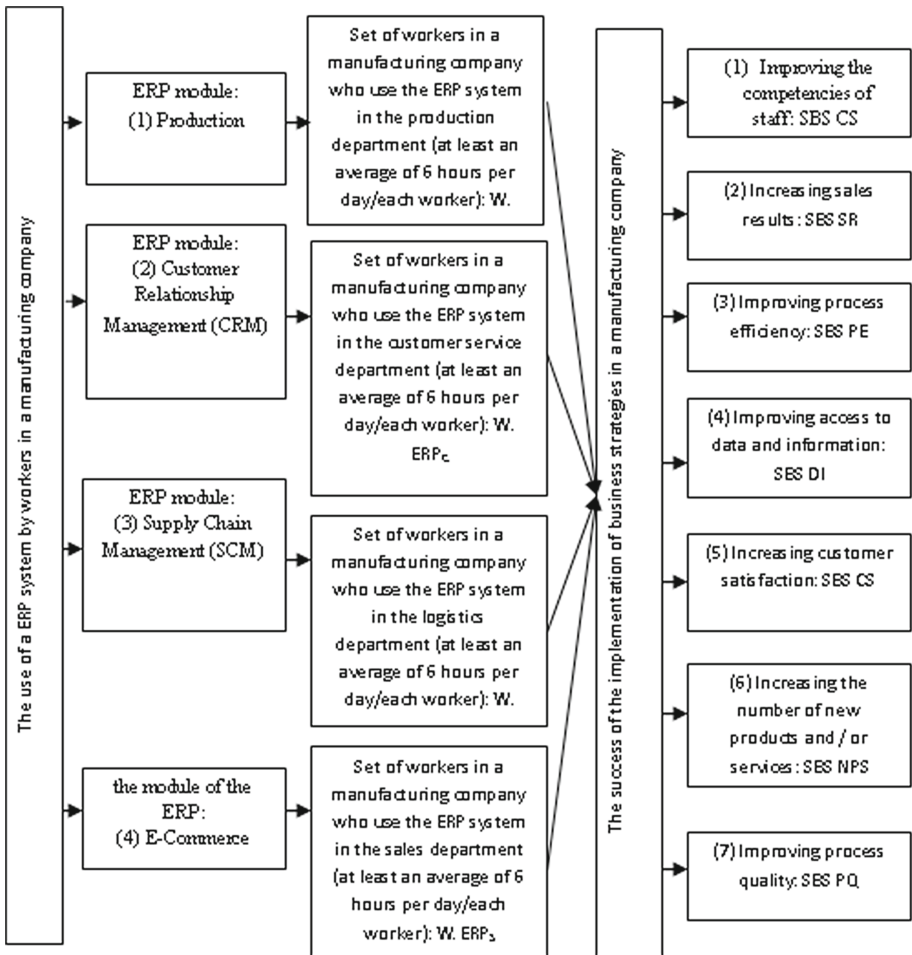 The use of a ERP system by workers in a manufacturing company
ERP module:
(1) Production
Set of workers in a
manufacturing company
who use the ERP system
in the production
department (at least an
average of 6 hours per
day/each worker): W.
ERP module:
(2) Customer
Relationship
Management (CRM)
Set of workers in a
manufacturing company
who use the ERP system
in the customer service
department (at least an
average of 6 hours per
day/each worker): W.
ERPc
ERP module:
(3) Supply Chain
Management (SCM)
Set of workers in a
manufacturing company
who use the ERP system
in the logistics
department (at least an
average of 6 hours per
day/each worker): W.
the module of the
ERP:
(4) E-Commerce
Set of workers in a
manufacturing company
who use the ERP system
in the sales department
(at least an average of 6
hours per day/each
worker): W. ERPs
The success of the implementation of business strategies in a manufacturing company
(1) Improving the
competencies of
staff: SBS CS
(2) Increasing sales
results: SBS SR
(3) Improving process
efficiency: SBS PE
(4) Improving access to
data and information:
SBS DI
(5) Increasing customer
satisfaction: SBS CS
(6) Increasing the
number of new
products and / or
services: SBS NPS
(7) Improving process
quality: SBS PQ